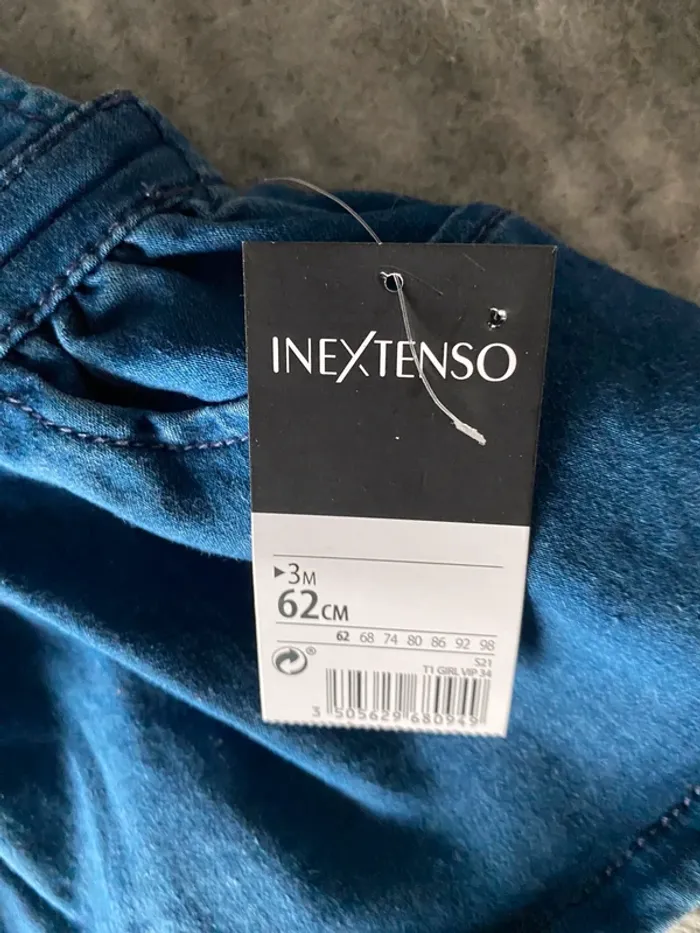 INEXTENSO
▶3M
62CM
62 68 74 80 86 92 98
®
S21
T1 GIRL VIP 34
3 505629 680949